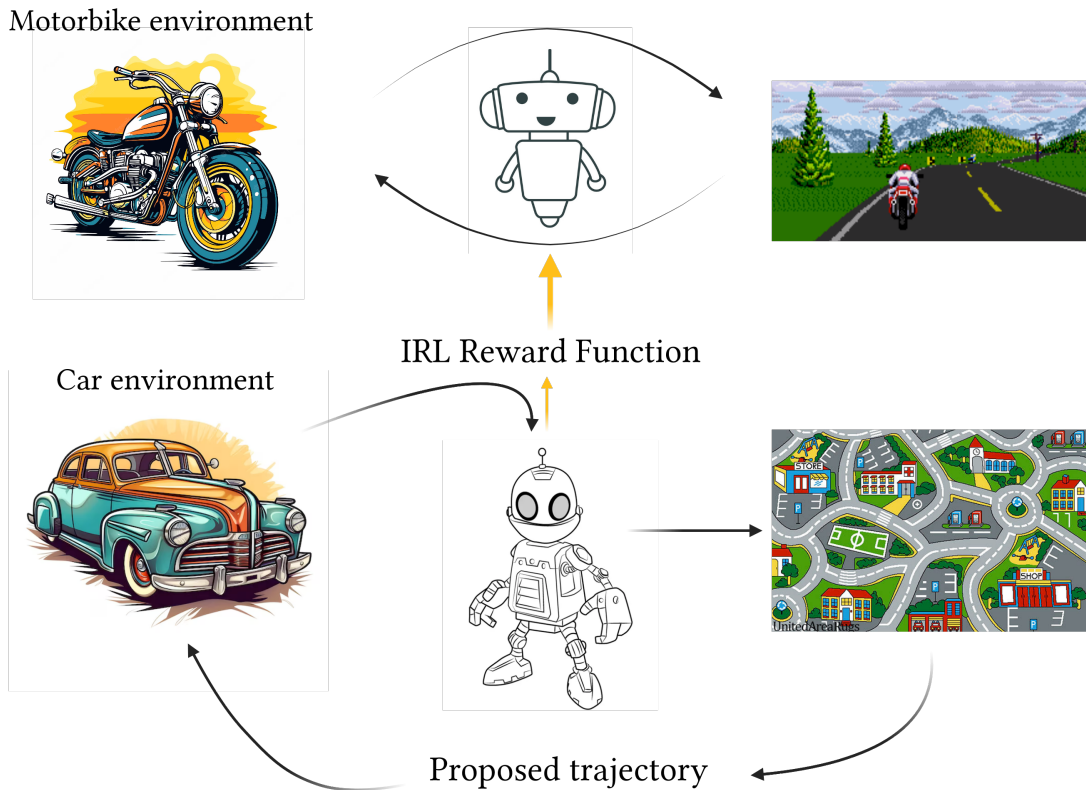 Motorbike environment
IRL Reward Function
Car environment
STORE
P
P
P
SHOP
P
UnitedAreaRugs
Proposed trajectory